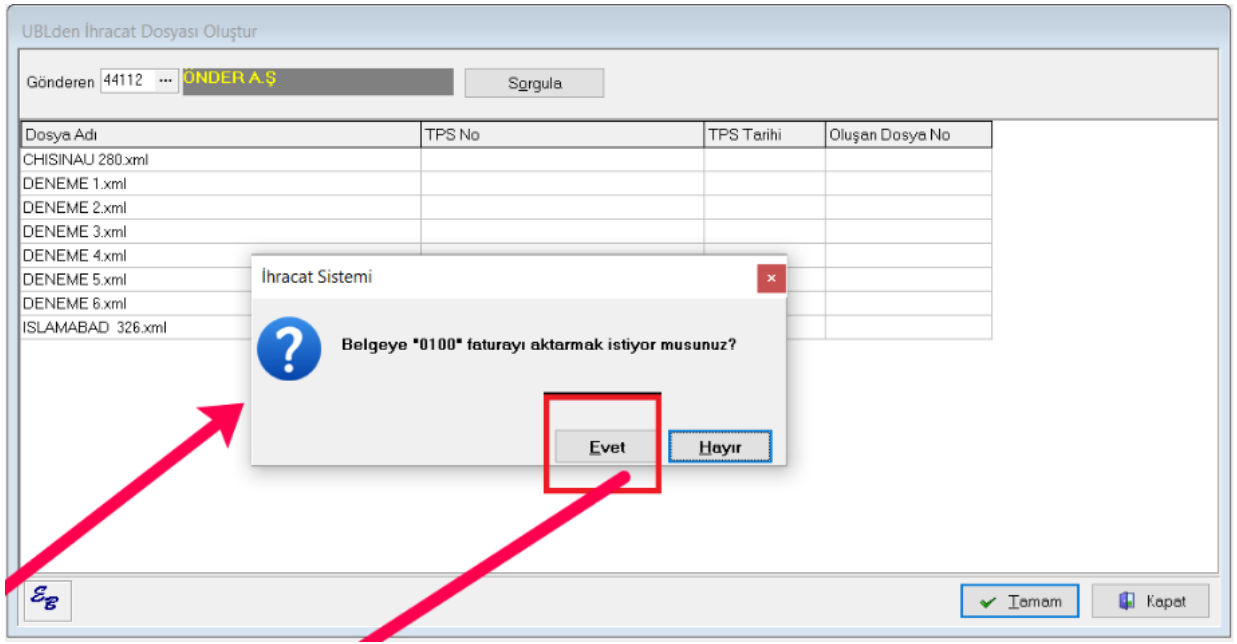 UBLden İhracat Dosyası Oluştur
Gönderen 44112 ... ÖNDER A.Ş Sorgula
Dosya Adı TPS No TPS Tarihi Oluşan Dosya No
CHISINAU 280.xml
DENEME 1.xml
DENEME 2.xml
DENEME 3.xml
DENEME 4.xml
DENEME 5.xml
DENEME 6.xml
ISLAMABAD 326.xml
İhracat Sistemi
Belgeye "0100" faturayı aktarmak istiyor musunuz?
Evet Hayır
EB Tamam Kapat